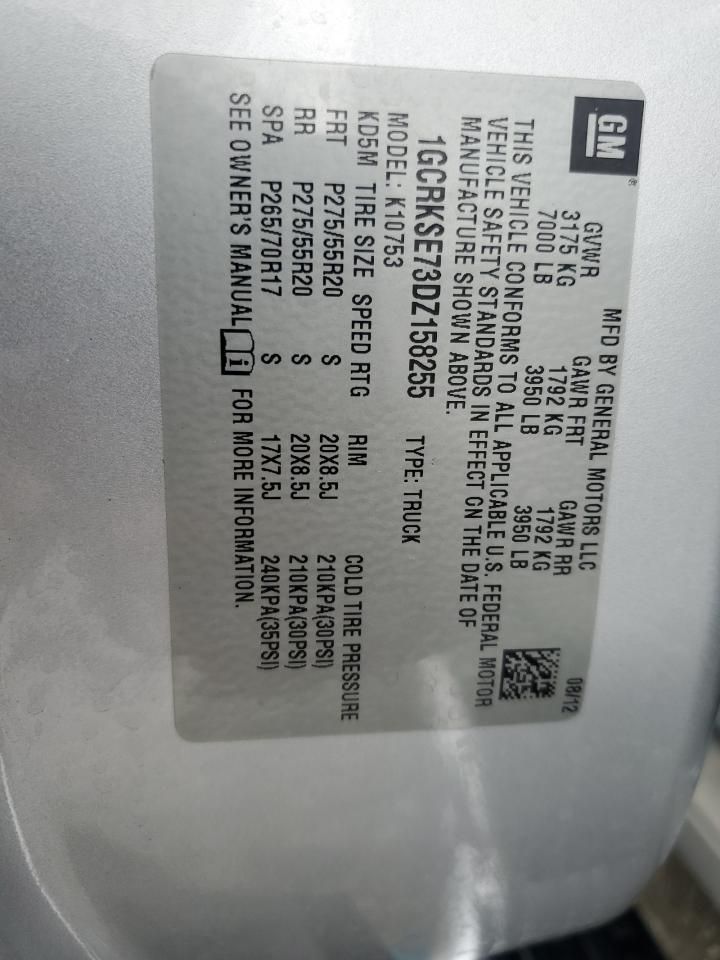 GM®
MFD BY GENERAL MOTORS LLC 08/12
GVWR GAWR FRT GAWR RR
3175 KG 1792 KG 1792 KG
7000 LB 3950 LB 3950 LB
THIS VEHICLE CONFORMS TO ALL APPLICABLE U.S. FEDERAL MOTOR
VEHICLE SAFETY STANDARDS IN EFFECT ON THE DATE OF
MANUFACTURE SHOWN ABOVE.
1GCRKSE73DZ158255 TYPE: TRUCK
MODEL: K10753
KD5M TIRE SIZE SPEED RTG RIM COLD TIRE PRESSURE
FRT P275/55R20 S 20X8.5J 210KPA(30PSI)
RR P275/55R20 S 20X8.5J 210KPA(30PSI)
SPA P265/70R17 S 17X7.5J 240KPA(35PSI)
SEE OWNER'S MANUAL i FOR MORE INFORMATION.